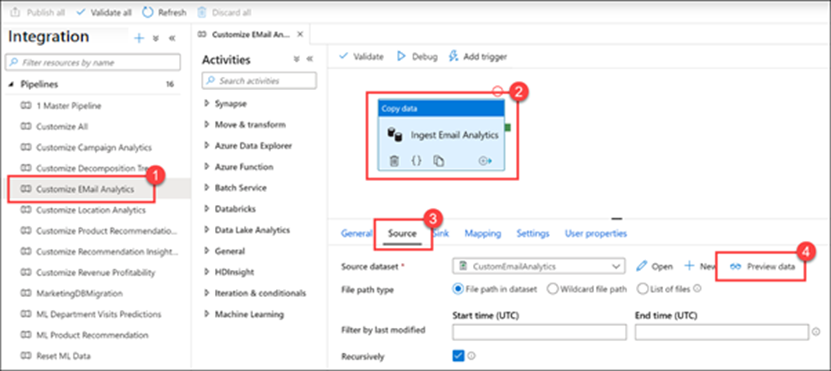 Publish all Validate all Refresh Discard all
Integration
Filter resources by name
Pipelines 16
1 Master Pipeline
Customize All
Customize Campaign Analytics
Customize Decomposition Tre
Customize EMail Analytics
1
Customize Location Analytics
Customize Product Recommendatio...
Customize Recommendation Insight...
Customize Revenue Profitability
MarketingDBMigration
ML Department Visits Predictions
ML Product Recommendation
Reset ML Data
Customize EMail An...
Activities
Search activities
Synapse
Move & transform
Azure Data Explorer
Azure Function
Batch Service
Databricks
Data Lake Analytics
General
HDInsight
Iteration & conditionals
Machine Learning
Validate Debug Add trigger
2
Copy data
Ingest Email Analytics
{}
3
General Source Sink Mapping Settings User properties
4
Source dataset * CustomEmailAnalytics Open New Preview data
File path type File path in dataset Wildcard file path List of files
Start time (UTC) End time (UTC)
Filter by last modified
Recursively